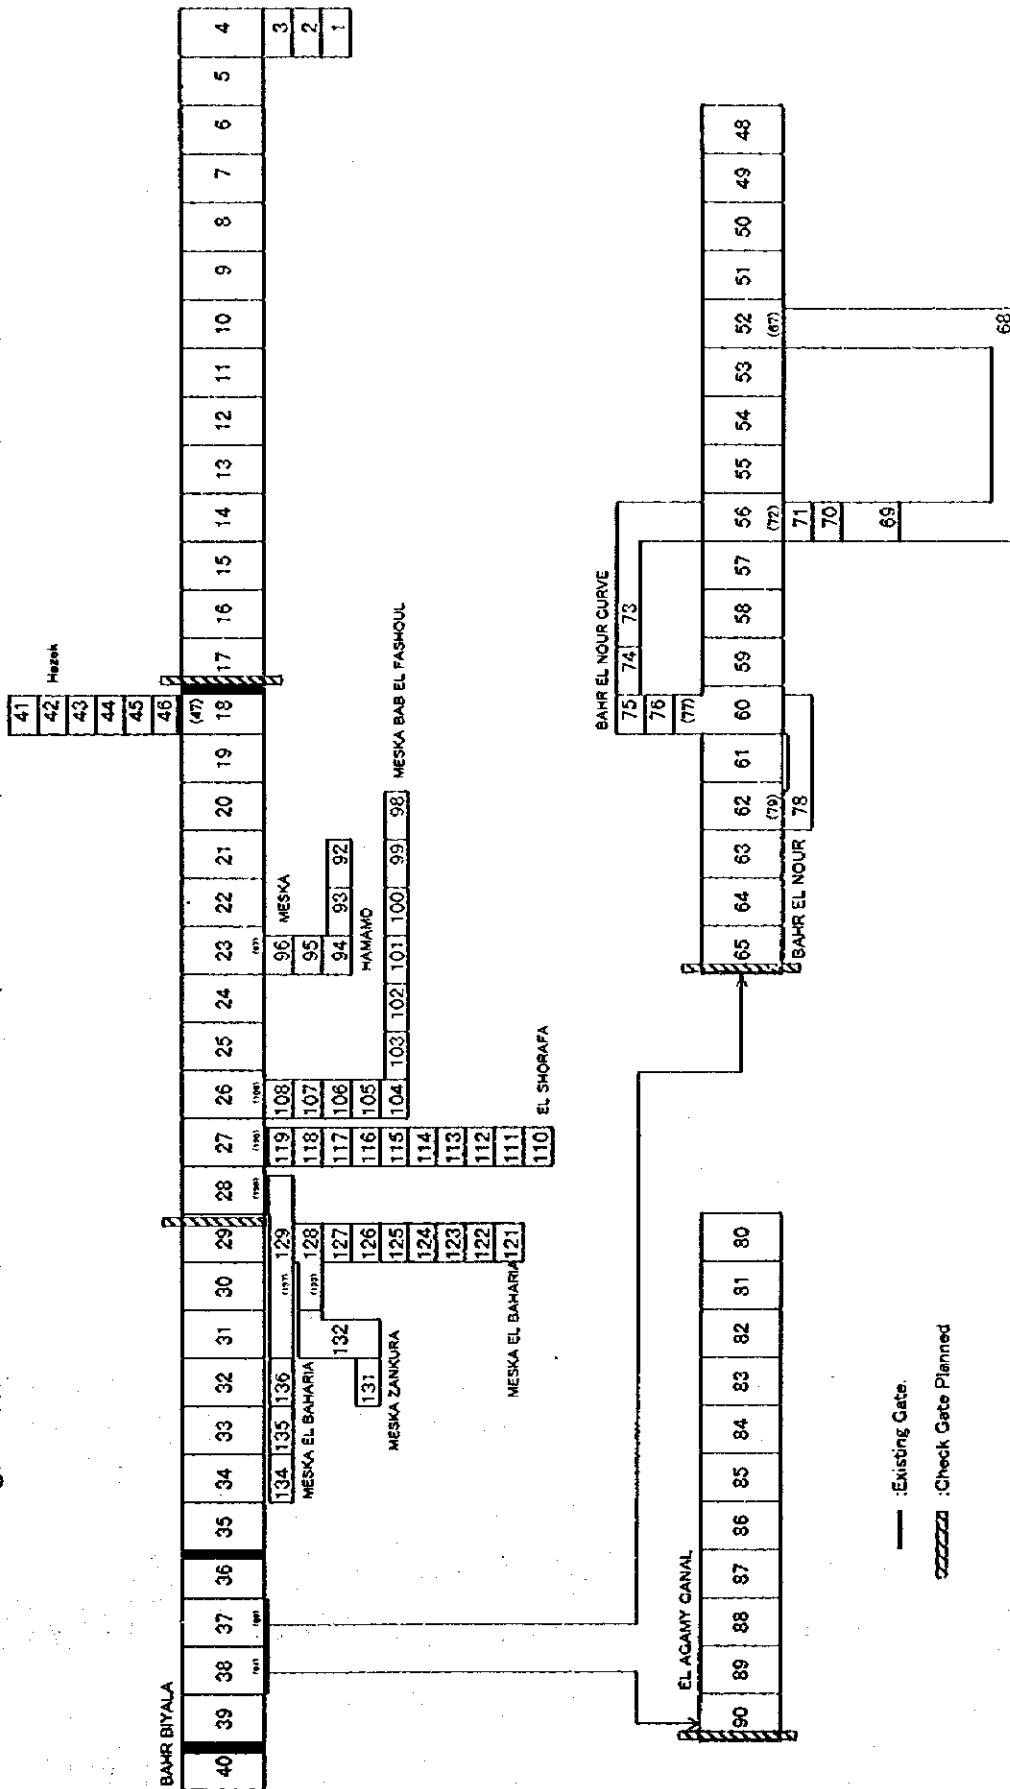 BAHR BIYALA
40 39 38 37 36 35 34 33 32 31 30 29 28 27 26 25 24 23 22 21 20 19 18 17 16 15 14 13 12 11 10 9 8 7 6 5 4
3
2
1
41
42
43
44
45
46
(47)
Hezek
96
95
94 93 92
MESKA
HAMAMO
108
107
106
105
104 103 102 101 100 99 98
MESKA BAB EL FASHOUL
119
118
117
116
115
114
113
112
111
110
EL SHORAFA
129
128
127
126
125
124
123
122
121
MESKA EL BAHARIA
132
131
MESKA ZANKURA
134 135 136
MESKA EL BAHARIA
EL AGAMY CANAL
90 89 88 87 86 85 84 83 82 81 80
BAHR EL NOUR
65 64 63 62 61 60 59 58 57 56 55 54 53 52 51 50 49 48
(79)
(72)
(67)
78
BAHR EL NOUR CURVE
75 74 73
76
(77)
71
70
69
68
:Existing Gate.
:Check Gate Planned